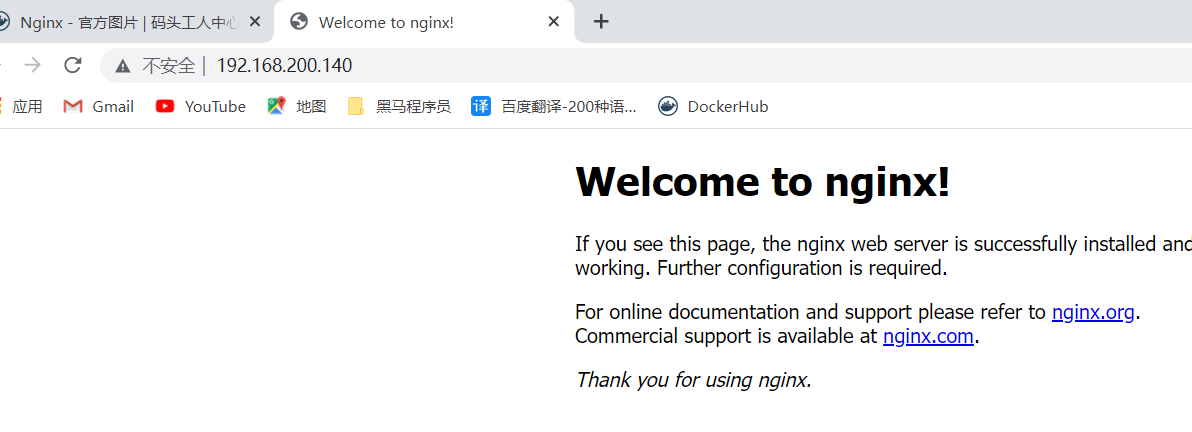 Nginx - 官方图片 | 码头工人中心
Welcome to nginx!
不安全 | 192.168.200.140
应用 Gmail YouTube 地图 黑马程序员 译 百度翻译-200种语... DockerHub
Welcome to nginx!
If you see this page, the nginx web server is successfully installed and
working. Further configuration is required.
For online documentation and support please refer to nginx.org.
Commercial support is available at nginx.com.
Thank you for using nginx.